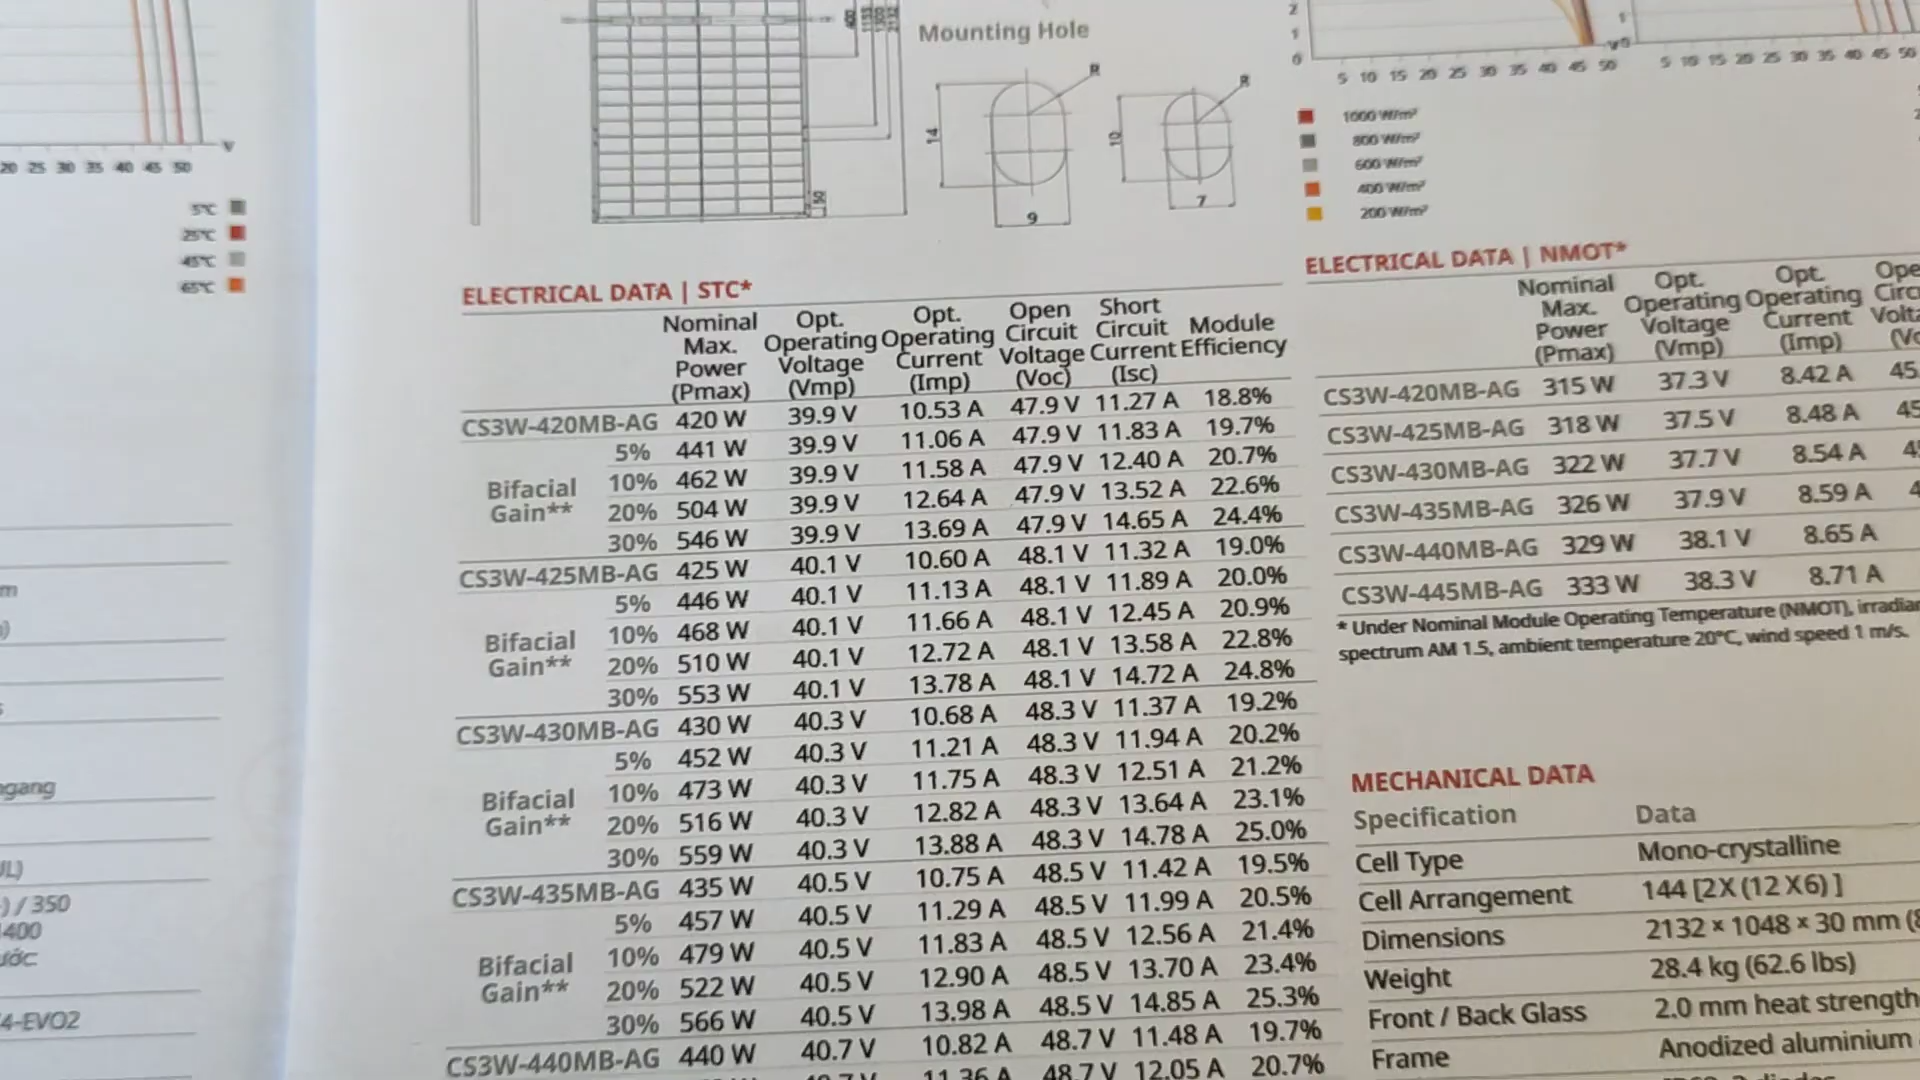 V
20 25 30 35 40 45 50
5℃
25℃
45℃
65℃
ngang
/ 350
400
4-EVO2
Mounting Hole
R
14
9
R
10
7
2
1
0
V
5 10 15 20 25 30 35 40 45 50
1
0
5 10 15 20 25 30 35 40 45 50
1000 W/m²
800 W/m²
600 W/m²
400 W/m²
200 W/m²
ELECTRICAL DATA | STC*
Nominal Max. Power (Pmax) Opt. Operating Voltage (Vmp) Opt. Operating Current (Imp) Open Circuit Voltage (Voc) Short Circuit Current (Isc) Module Efficiency
CS3W-420MB-AG 420 W 39.9 V 10.53 A 47.9 V 11.27 A 18.8%
Bifacial Gain**
5% 441 W 39.9 V 11.06 A 47.9 V 11.83 A 19.7%
10% 462 W 39.9 V 11.58 A 47.9 V 12.40 A 20.7%
20% 504 W 39.9 V 12.64 A 47.9 V 13.52 A 22.6%
30% 546 W 39.9 V 13.69 A 47.9 V 14.65 A 24.4%
CS3W-425MB-AG 425 W 40.1 V 10.60 A 48.1 V 11.32 A 19.0%
Bifacial Gain**
5% 446 W 40.1 V 11.13 A 48.1 V 11.89 A 20.0%
10% 468 W 40.1 V 11.66 A 48.1 V 12.45 A 20.9%
20% 510 W 40.1 V 12.72 A 48.1 V 13.58 A 22.8%
30% 553 W 40.1 V 13.78 A 48.1 V 14.72 A 24.8%
CS3W-430MB-AG 430 W 40.3 V 10.68 A 48.3 V 11.37 A 19.2%
Bifacial Gain**
5% 452 W 40.3 V 11.21 A 48.3 V 11.94 A 20.2%
10% 473 W 40.3 V 11.75 A 48.3 V 12.51 A 21.2%
20% 516 W 40.3 V 12.82 A 48.3 V 13.64 A 23.1%
30% 559 W 40.3 V 13.88 A 48.3 V 14.78 A 25.0%
CS3W-435MB-AG 435 W 40.5 V 10.75 A 48.5 V 11.42 A 19.5%
Bifacial Gain**
5% 457 W 40.5 V 11.29 A 48.5 V 11.99 A 20.5%
10% 479 W 40.5 V 11.83 A 48.5 V 12.56 A 21.4%
20% 522 W 40.5 V 12.90 A 48.5 V 13.70 A 23.4%
30% 566 W 40.5 V 13.98 A 48.5 V 14.85 A 25.3%
CS3W-440MB-AG 440 W 40.7 V 10.82 A 48.7 V 11.48 A 19.7%
40.7 V 11.36 A 48.7 V 12.05 A 20.7%
ELECTRICAL DATA | NMOT*
Nominal Max. Power (Pmax) Opt. Operating Voltage (Vmp) Opt. Operating Current (Imp)
CS3W-420MB-AG 315 W 37.3 V 8.42 A 45.
CS3W-425MB-AG 318 W 37.5 V 8.48 A 45
CS3W-430MB-AG 322 W 37.7 V 8.54 A 4
CS3W-435MB-AG 326 W 37.9 V 8.59 A 4
CS3W-440MB-AG 329 W 38.1 V 8.65 A
CS3W-445MB-AG 333 W 38.3 V 8.71 A
* Under Nominal Module Operating Temperature (NMOT), irradian
spectrum AM 1.5, ambient temperature 20°C, wind speed 1 m/s.
MECHANICAL DATA
Specification Data
Cell Type Mono-crystalline
Cell Arrangement 144 [2X (12 X6) ]
Dimensions 2132 × 1048 × 30 mm (8
Weight 28.4 kg (62.6 lbs)
Front / Back Glass 2.0 mm heat strength
Frame Anodized aluminium